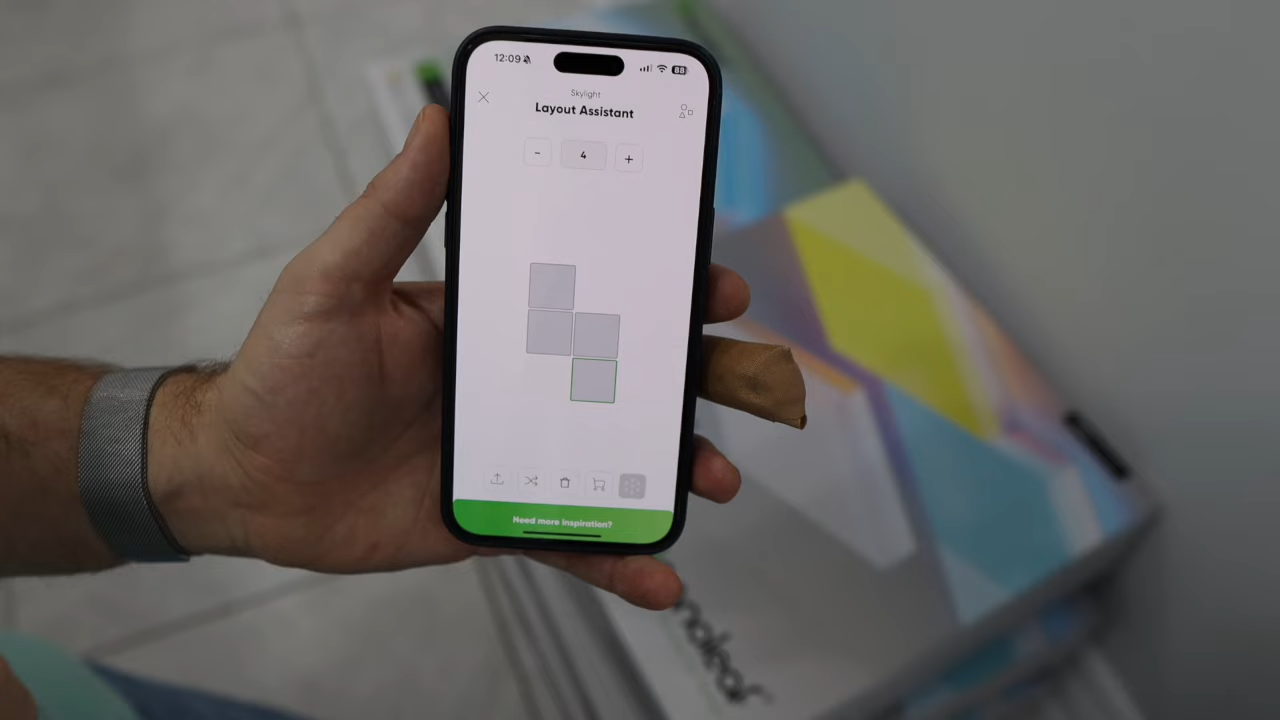 12:09
88
Skylight
Layout Assistant
- 4 +
Need more inspiration?